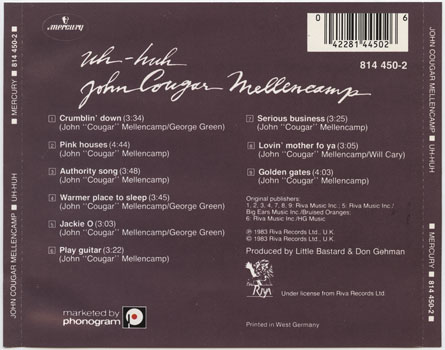 mercury
0 42281 44502 6
814 450-2
uh-huh
john Cougar Mellencamp
1 Crumblin' down (3:34)
(John "Cougar" Mellencamp/George Green)
2 Pink houses (4:44)
(John "Cougar" Mellencamp)
3 Authority song (3:48)
(John "Cougar" Mellencamp)
4 Warmer place to sleep (3:45)
(John "Cougar" Mellencamp/George Green)
5 Jackie O (3:03)
(John "Cougar" Mellencamp/George Green)
6 Play guitar (3:22)
(John "Cougar" Mellencamp)
7 Serious business (3:25)
(John "Cougar" Mellencamp)
8 Lovin' mother fo ya (3:05)
(John "Cougar" Mellencamp/Will Cary)
9 Golden gates (4:03)
(John "Cougar" Mellencamp)
Original publishers:
1, 2, 3, 4, 7, 8, 9: Riva Music Inc.; 5: Riva Music Inc./
Big Ears Music Inc./Bruised Oranges:
6: Riva Music Inc./HG Music
℗ 1983 Riva Records Ltd., U.K.
© 1983 Riva Records Ltd., U.K.
Produced by Little Bastard & Don Gehman
Riva
Under license from Riva Records Ltd
marketed by
phonogram
Printed in West Germany
JOHN COUGAR MELLENCAMP ■ UH-HUH ■ MERCURY ■ 814 450-2
JOHN COUGAR MELLENCAMP ■ UH-HUH ■ MERCURY ■ 814 450-2